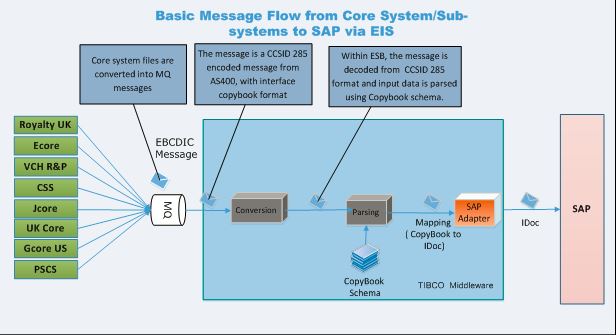 Basic Message Flow from Core System/Sub-
systems to SAP via EIS
Core system files are
converted into MQ
messages
The message is a CCSID 285
encoded message from
AS400, with interface
copybook format
Within ESB, the message is
decoded from CCSID 285
format and input data is parsed
using Copybook schema.
Royalty UK
Ecore
VCH R&P
CSS
Jcore
UK Core
Gcore US
PSCS
EBCDIC
Message
MQ
Conversion
Parsing
CopyBook
Schema
Mapping
( CopyBook to
IDoc)
SAP
Adapter
TIBCO Middleware
IDoc
SAP